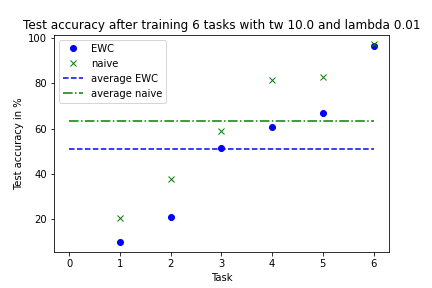 Test accuracy after training 6 tasks with tw 10.0 and lambda 0.01
100
80
60
40
20
Test accuracy in %
EWC
naive
average EWC
average naive
0 1 2 3 4 5 6
Task